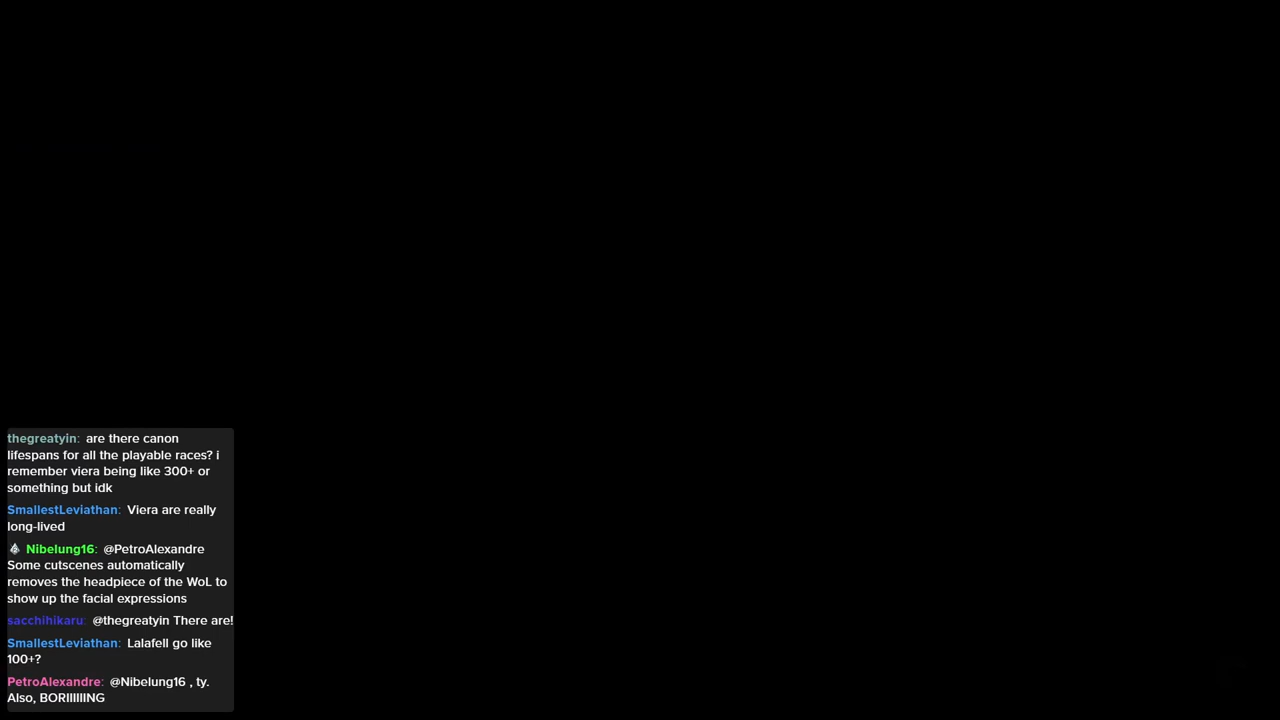 thegreatyin: are there canon
lifespans for all the playable races? i
remember viera being like 300+ or
something but idk
SmallestLeviathan: Viera are really
long-lived
Nibelung16: @PetroAlexandre
Some cutscenes automatically
removes the headpiece of the WoL to
show up the facial expressions
sacchihikaru: @thegreatyin There are!
SmallestLeviathan: Lalafell go like
100+?
PetroAlexandre: @Nibelung16 , ty.
Also, BORIIIIIING